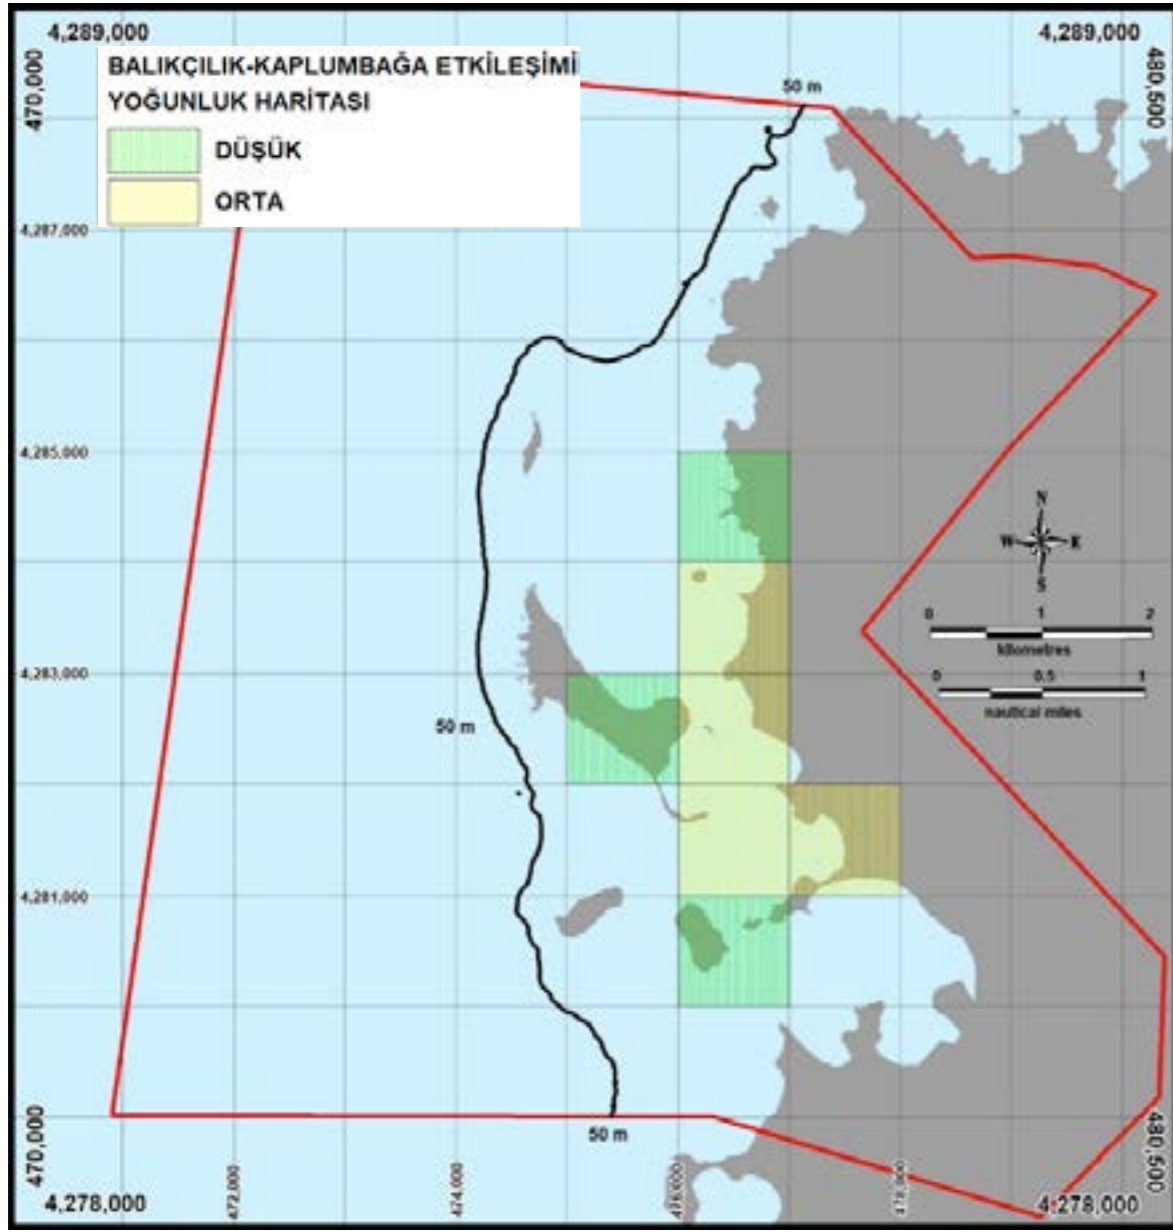 4,289,000
4,289,000
470,000
480,500
BALIKÇILIK-KAPLUMBAĞA ETKİLEŞİMİ
YOĞUNLUK HARİTASI
DÜŞÜK
ORTA
50 m
4,287,000
4,285,000
N
W E
S
0 1 2
kilometres
4,283,000
0 0.5 1
nautical miles
50 m
4,281,000
50 m
470,000
480,500
4,278,000
472,000
474,000
476,000
478,000
4,278,000